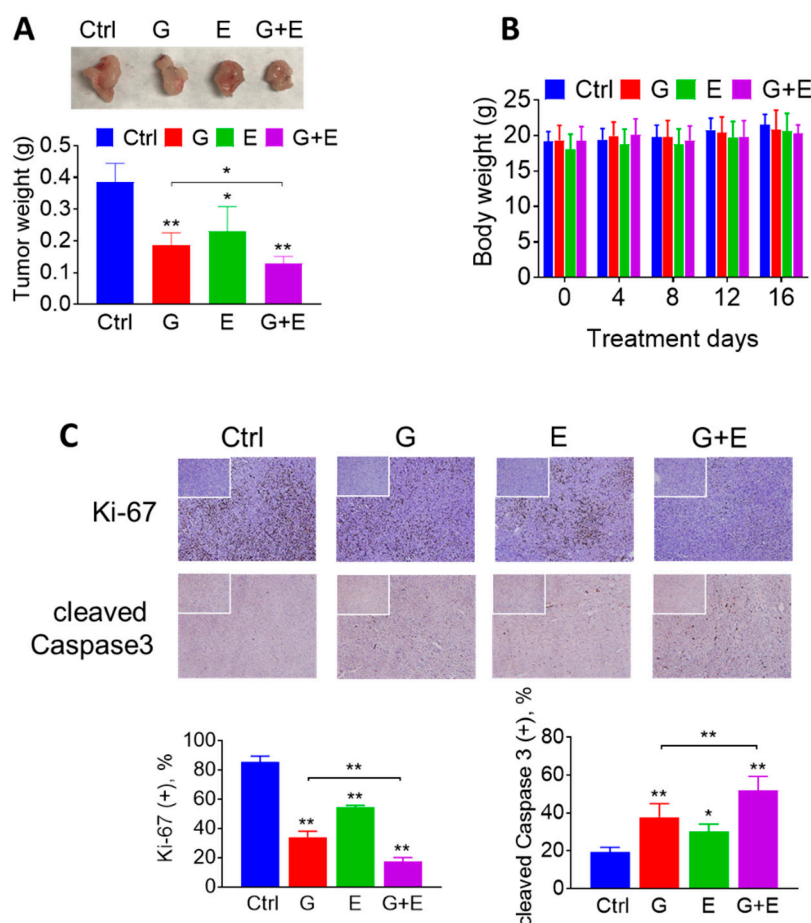 A
Ctrl G E G+E
Ctrl G E G+E
Tumor weight (g)
0.5
0.4
0.3
0.2
0.1
0.0
*
** * **
Ctrl G E G+E
B
Ctrl G E G+E
Body weight (g)
25
20
15
10
5
0
0 4 8 12 16
Treatment days
C
Ctrl G E G+E
Ki-67
cleaved
Caspase3
Ki-67 (+), %
100
80
60
40
20
0
**
** ** **
Ctrl G E G+E
cleaved Caspase 3 (+), %
80
60
40
20
0
**
** * **
Ctrl G E G+E